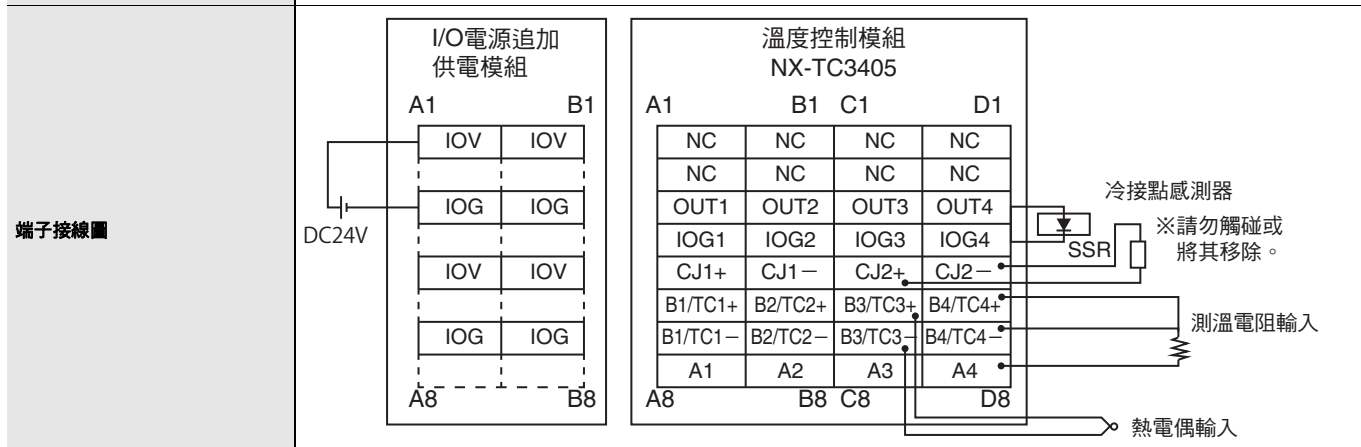 端子接線圖
I/O電源追加
供電模組
A1 B1
IOV IOV
IOG IOG
IOV IOV
IOG IOG
A8 B8
DC24V
溫度控制模組
NX-TC3405
A1 B1 C1 D1
NC NC NC NC
NC NC NC NC
OUT1 OUT2 OUT3 OUT4
IOG1 IOG2 IOG3 IOG4
CJ1+ CJ1− CJ2+ CJ2−
B1/TC1+ B2/TC2+ B3/TC3+ B4/TC4+
B1/TC1− B2/TC2− B3/TC3− B4/TC4−
A1 A2 A3 A4
A8 B8 C8 D8
冷接點感測器
SSR
※請勿觸碰或
將其移除。
測溫電阻輸入
熱電偶輸入